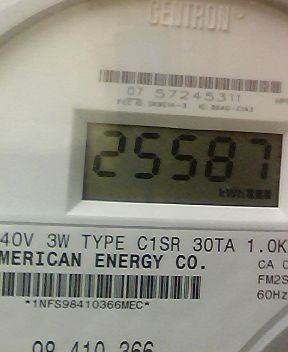 CENTRON
07 57245311
25587
kWh
40V 3W TYPE C1SR 30TA 1.0K
MERICAN ENERGY CO.
CA 0
FM2S
60Hz
*1NFS98410366MEC*
98 410 366